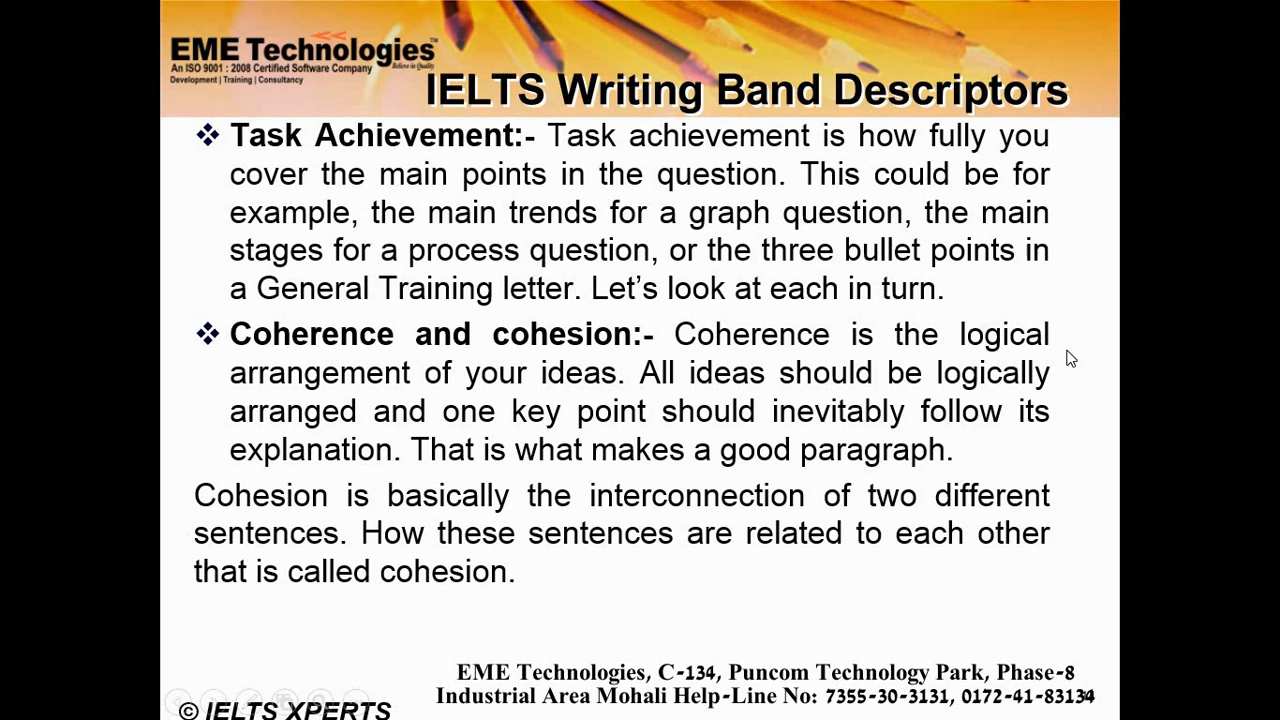 EME Technologies™
An ISO 9001 : 2008 Certified Software Company Believe in Quality
Development | Training | Consultancy
IELTS Writing Band Descriptors
❖ Task Achievement:- Task achievement is how fully you
cover the main points in the question. This could be for
example, the main trends for a graph question, the main
stages for a process question, or the three bullet points in
a General Training letter. Let’s look at each in turn.
❖ Coherence and cohesion:- Coherence is the logical
arrangement of your ideas. All ideas should be logically
arranged and one key point should inevitably follow its
explanation. That is what makes a good paragraph.
Cohesion is basically the interconnection of two different
sentences. How these sentences are related to each other
that is called cohesion.
EME Technologies, C-134, Puncom Technology Park, Phase-8
Industrial Area Mohali Help-Line No: 7355-30-3131, 0172-41-83134
© IELTS XPERTS